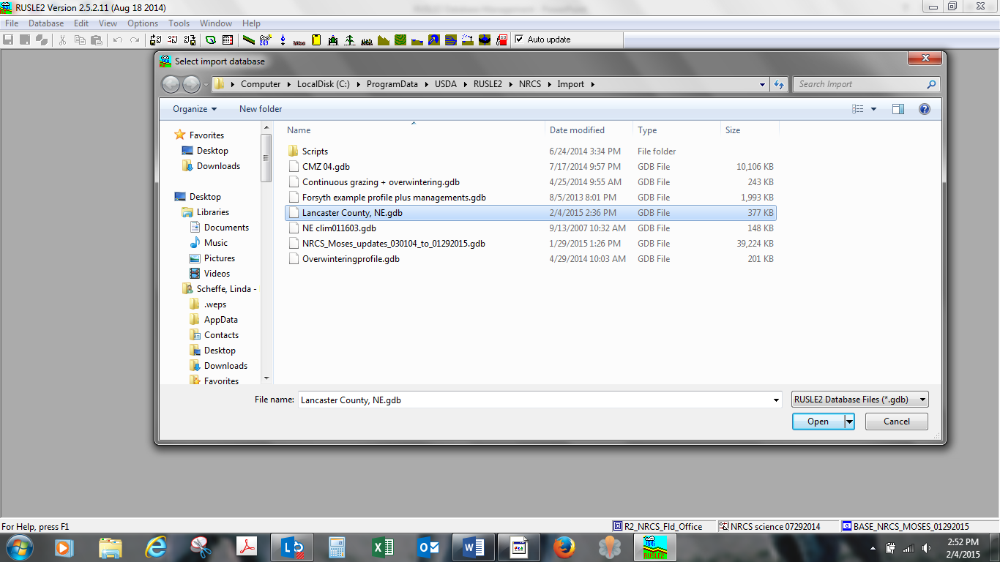 RUSLE2 Version 2.5.2.11 (Aug 18 2014)
File Database Edit View Options Tools Window Help
Auto update
Select import database
Computer LocalDisk (C:) ProgramData USDA RUSLE2 NRCS Import
Search Import
Organize New folder
Name Date modified Type Size
Favorites
Desktop
Downloads
Desktop
Libraries
Documents
Music
Pictures
Videos
Scheffe, Linda -
.weps
AppData
Contacts
Desktop
Downloads
Favorites
Scripts 6/24/2014 3:34 PM File folder
CMZ 04.gdb 7/17/2014 9:57 PM GDB File 10,106 KB
Continuous grazing + overwintering.gdb 4/25/2014 9:55 AM GDB File 243 KB
Forsyth example profile plus managements.gdb 8/5/2013 8:01 PM GDB File 1,993 KB
Lancaster County, NE.gdb 2/4/2015 2:36 PM GDB File 377 KB
NE clim011603.gdb 9/13/2007 10:32 AM GDB File 148 KB
NRCS_Moses_updates_030104_to_01292015.gdb 1/29/2015 1:26 PM GDB File 39,224 KB
Overwinteringprofile.gdb 4/29/2014 10:03 AM GDB File 201 KB
File name: Lancaster County, NE.gdb RUSLE2 Database Files (*.gdb)
Open Cancel
For Help, press F1 R2_NRCS_Fld_Office NRCS science 07292014 BASE_NRCS_MOSES_01292015
RUSLE2
2:52 PM
2/4/2015